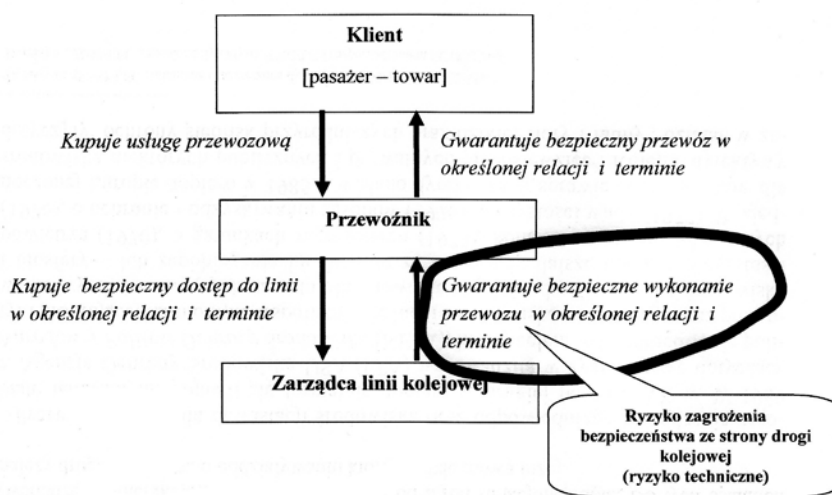 Klient
[pasażer – towar]
Kupuje usługę przewozową
Gwarantuje bezpieczny przewóz w
określonej relacji i terminie
Przewoźnik
Kupuje bezpieczny dostęp do linii
w określonej relacji i terminie
Gwarantuje bezpieczne wykonanie
przewozu w określonej relacji i
terminie
Zarządca linii kolejowej
Ryzyko zagrożenia
bezpieczeństwa ze strony drogi
kolejowej
(ryzyko techniczne)